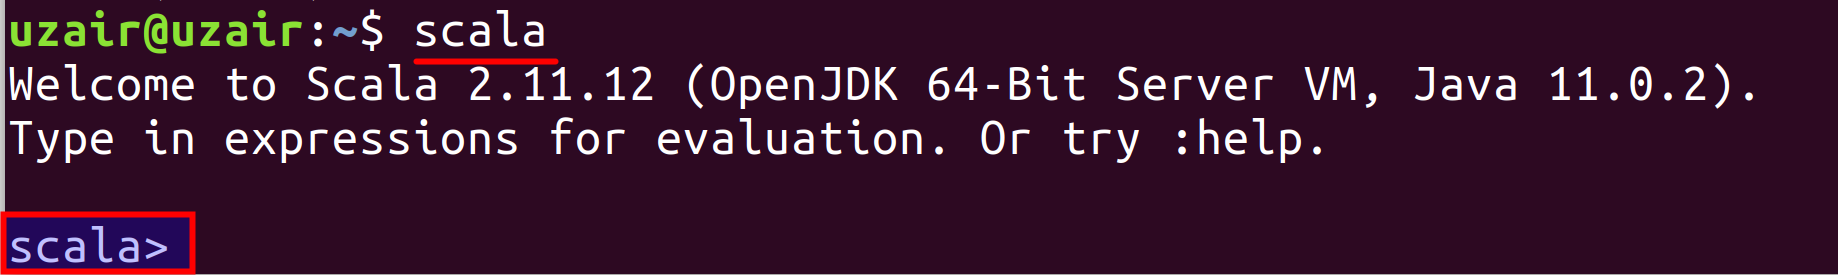 uzair@uzair:~$ scala
Welcome to Scala 2.11.12 (OpenJDK 64-Bit Server VM, Java 11.0.2).
Type in expressions for evaluation. Or try :help.
scala>